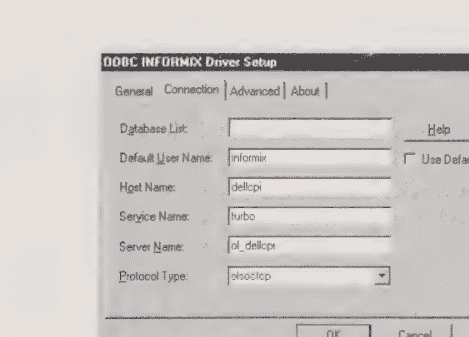 ODBC INFORMIX Driver Setup
General Connection Advanced About
Database List:
Help
Default User Name: informix
Use Defau
Host Name: dellcpi
Service Name: turbo
Server Name: ol_dellcpi
Protocol Type: olsoctcp
OK Cancel